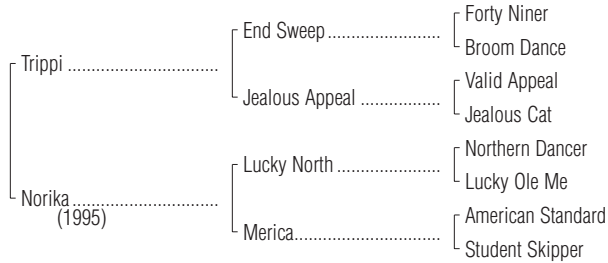 Forty Niner
End Sweep
Broom Dance
Trippi
Valid Appeal
Jealous Appeal
Jealous Cat
Northern Dancer
Lucky North
Lucky Ole Me
Norika
(1995)
American Standard
Merica
Student Skipper